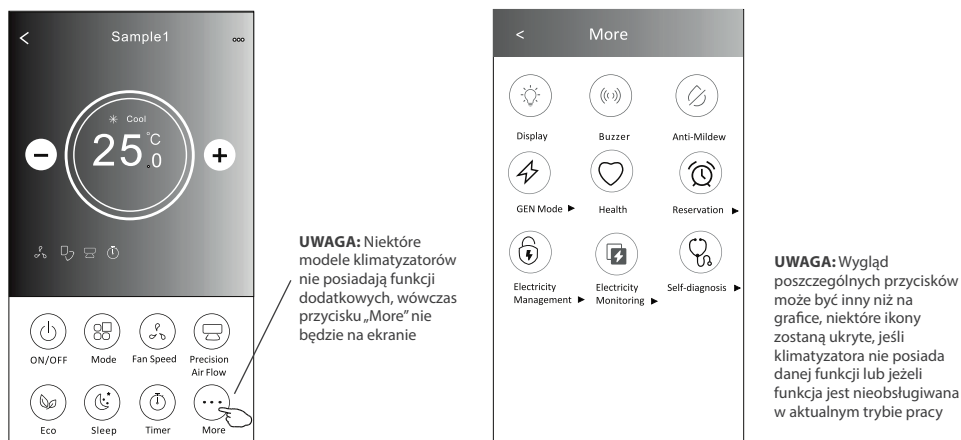 Sample1
Cool
25.0°C
ON/OFF
Mode
Fan Speed
Precision
Air Flow
Eco
Sleep
Timer
More
UWAGA: Niektóre
modele klimatyzatorów
nie posiadają funkcji
dodatkowych, wówczas
przycisku „More” nie
będzie na ekranie
< More
Display
Buzzer
Anti-Mildew
GEN Mode ►
Health
Reservation ►
Electricity
Management ►
Electricity
Monitoring ►
Self-diagnosis ►
UWAGA: Wygląd
poszczególnych przycisków
może być inny niż na
grafice, niektóre ikony
zostaną ukryte, jeśli
klimatyzatora nie posiada
danej funkcji lub jeżeli
funkcja jest nieobsługiwana
w aktualnym trybie pracy